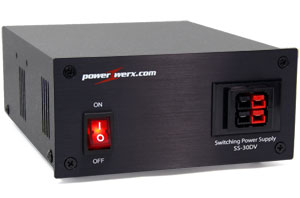 powerwerx.com
ON
OFF
Switching Power Supply
SS-30DV